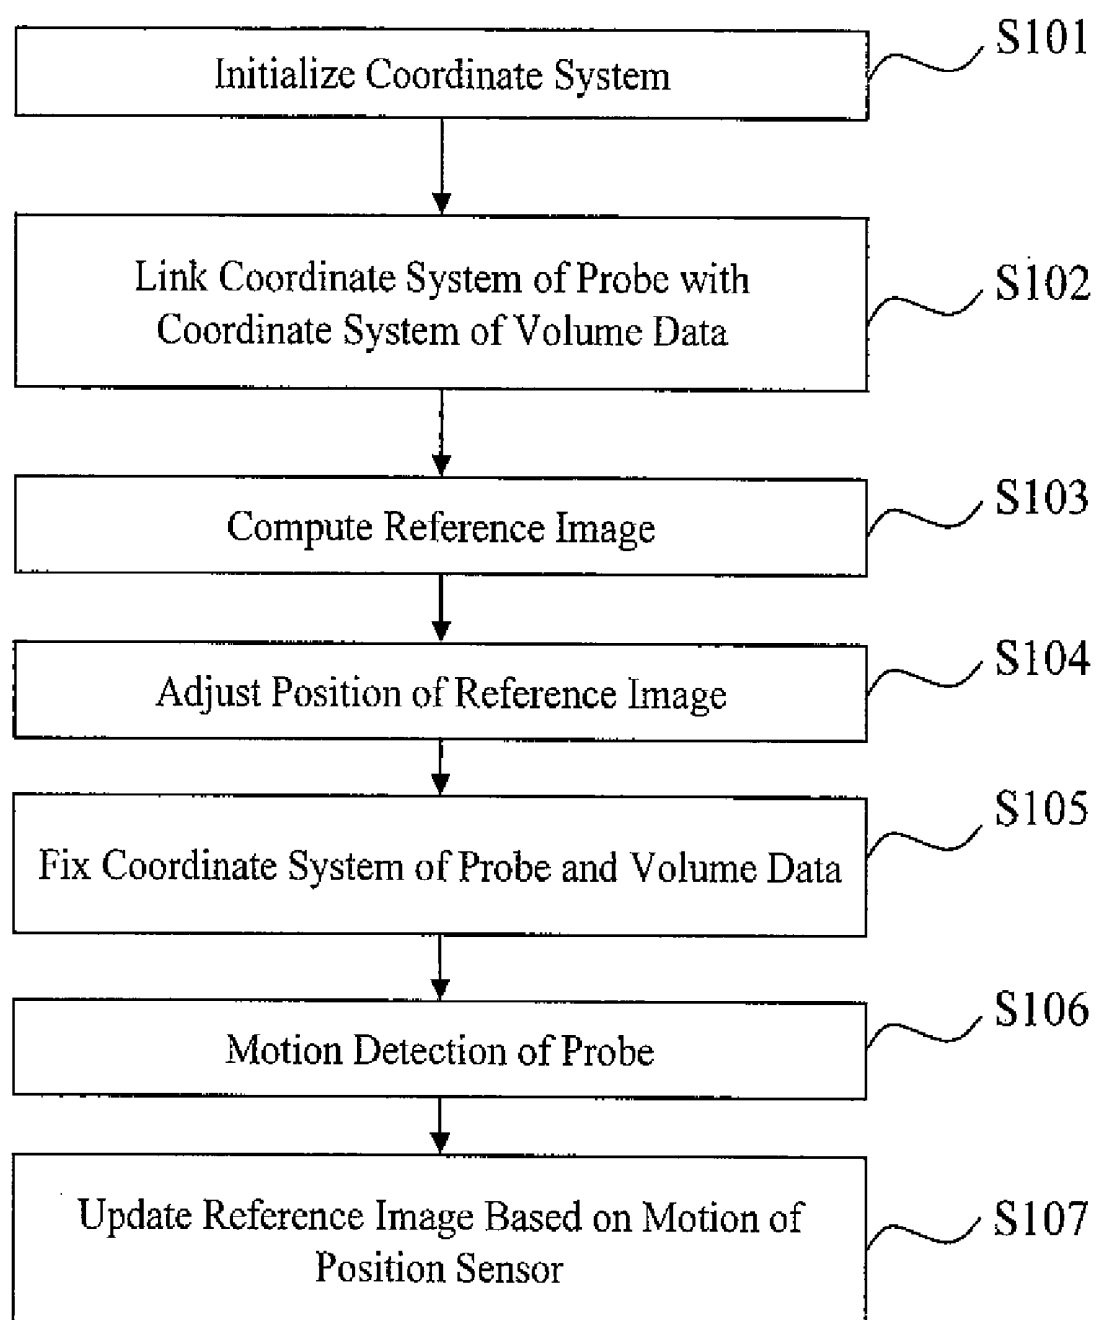 S101
Initialize Coordinate System
Link Coordinate System of Probe with
Coordinate System of Volume Data
S102
Compute Reference Image
S103
Adjust Position of Reference Image
S104
Fix Coordinate System of Probe and Volume Data
S105
Motion Detection of Probe
S106
Update Reference Image Based on Motion of
Position Sensor
S107